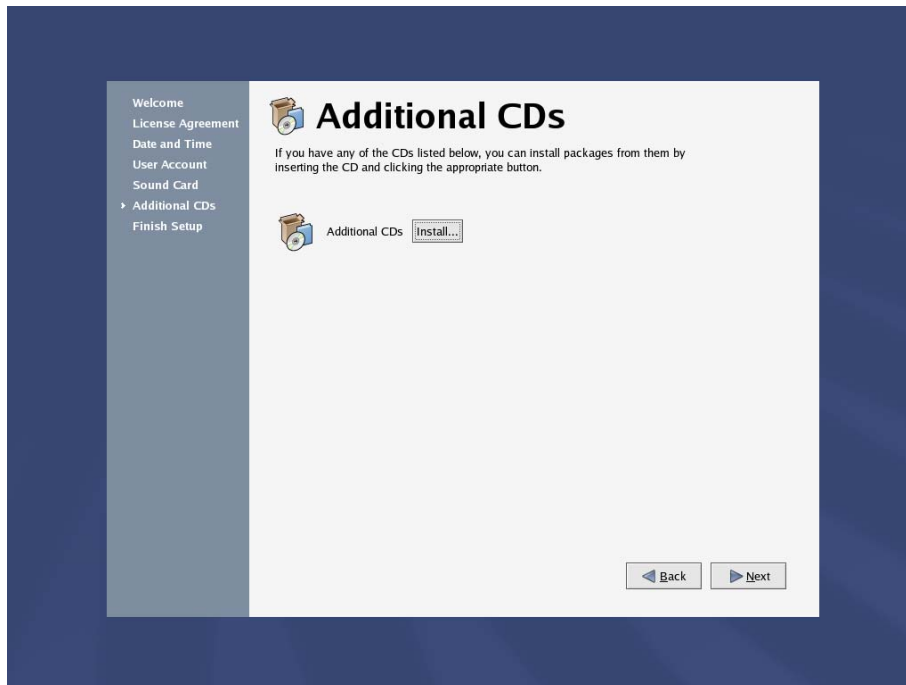 Welcome
License Agreement
Date and Time
User Account
Sound Card
Additional CDs
Finish Setup
Additional CDs
If you have any of the CDs listed below, you can install packages from them by
inserting the CD and clicking the appropriate button.
Additional CDs Install...
Back Next